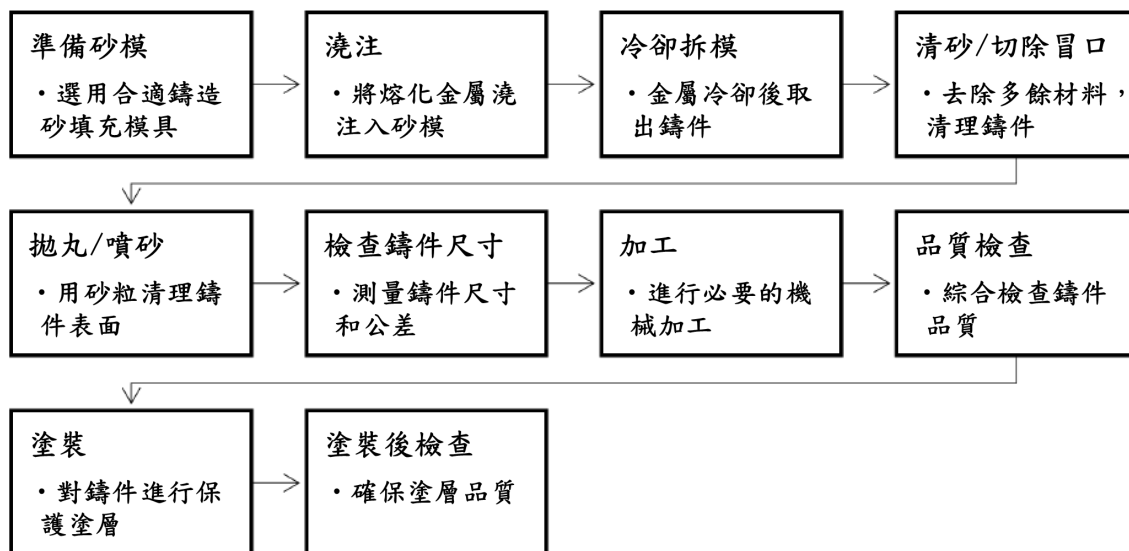 準備砂模
・選用合適鑄造
砂填充模具
澆注
・將熔化金屬澆
注入砂模
冷卻拆模
・金屬冷卻後取
出鑄件
清砂/切除冒口
・去除多餘材料，
清理鑄件
拋丸/噴砂
・用砂粒清理鑄
件表面
檢查鑄件尺寸
・測量鑄件尺寸
和公差
加工
・進行必要的機
械加工
品質檢查
・綜合檢查鑄件
品質
塗裝
・對鑄件進行保
護塗層
塗裝後檢查
・確保塗層品質